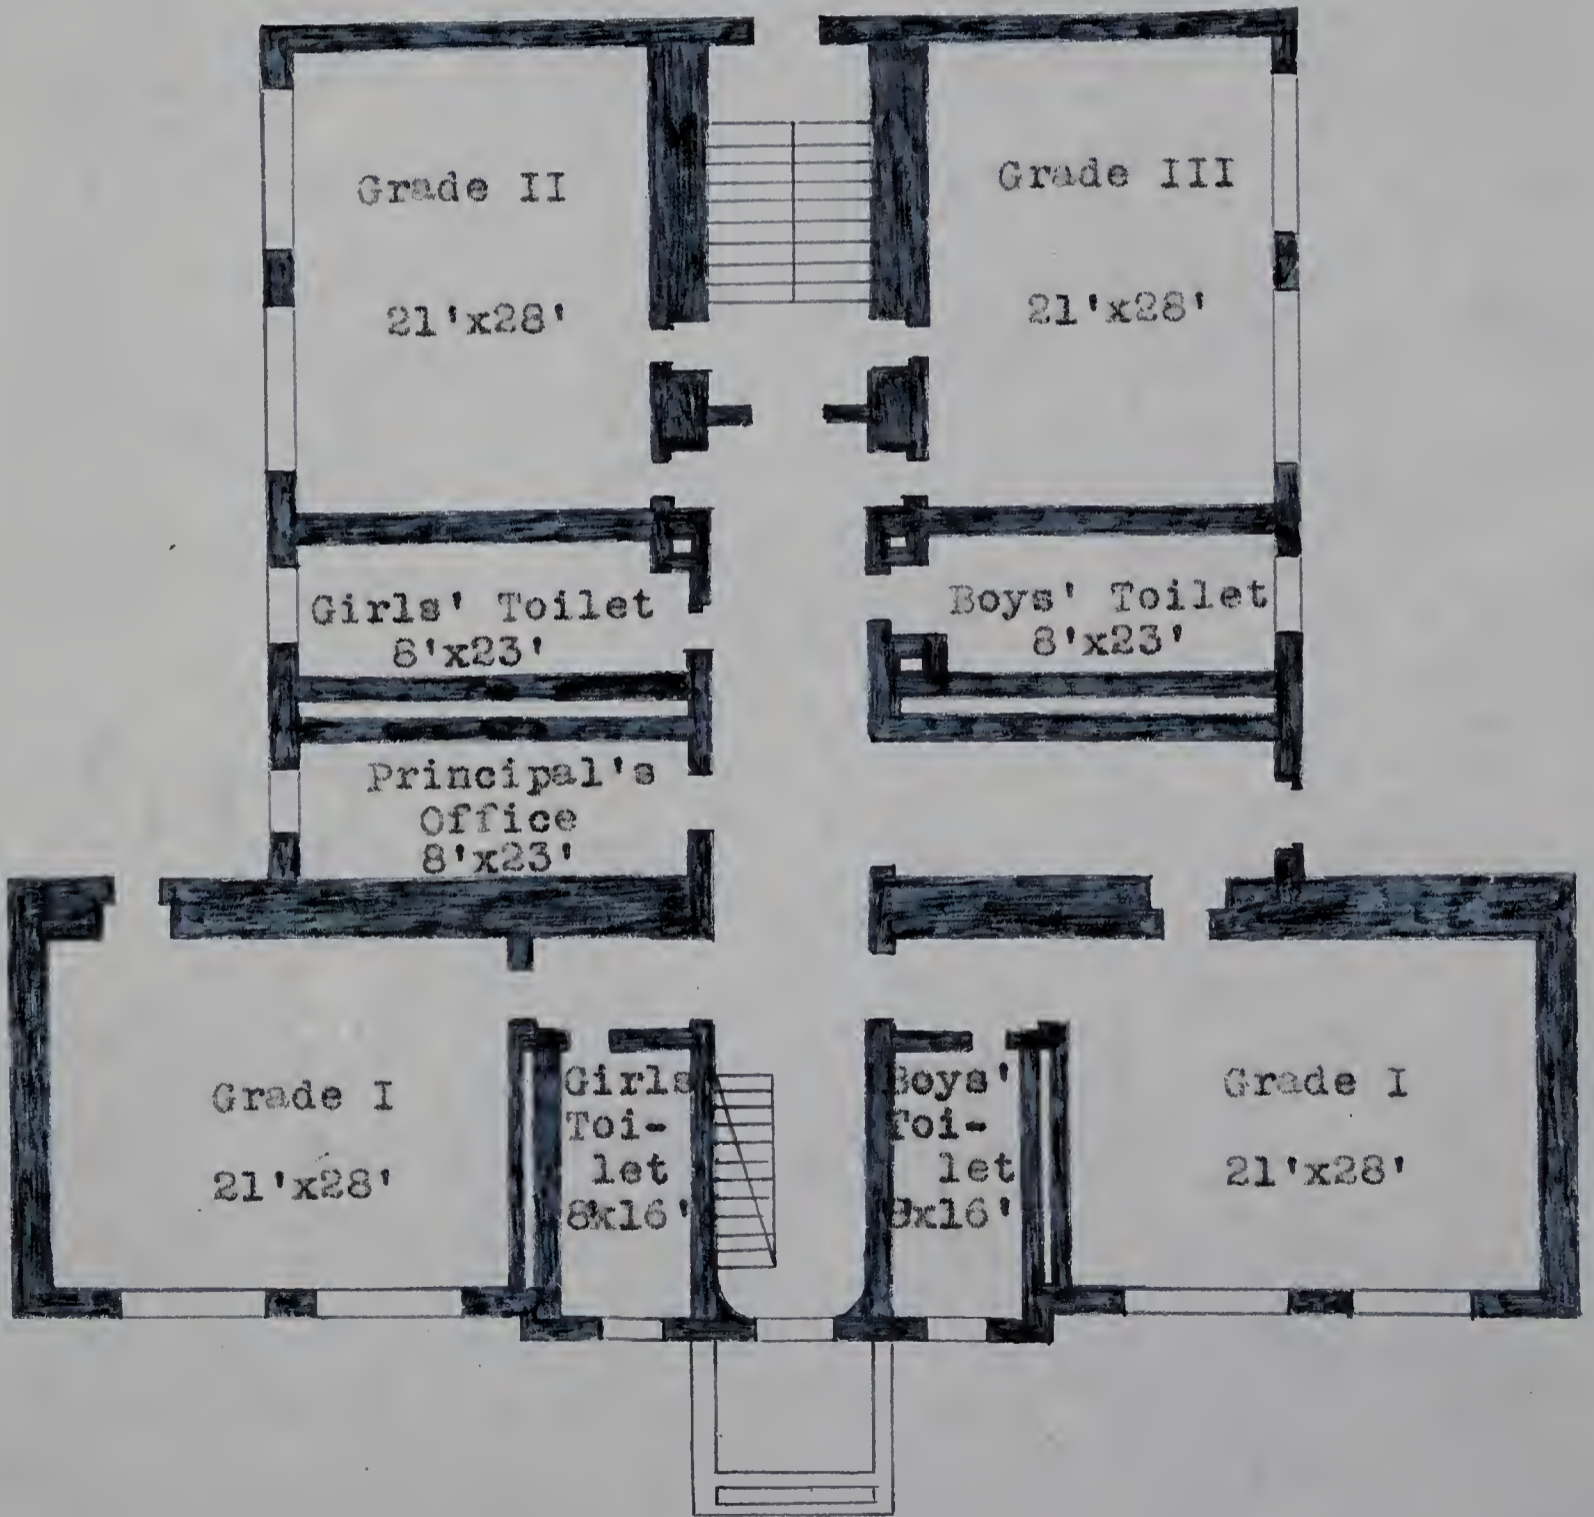 Grade II
21'x28'
Grade III
21'x28'
Girls' Toilet
8'x23'
Boys' Toilet
8'x23'
Principal's
Office
8'x23'
Grade I
21'x28'
Girls
Toi-
let
8x16'
Boys'
Toi-
let
8x16'
Grade I
21'x28'